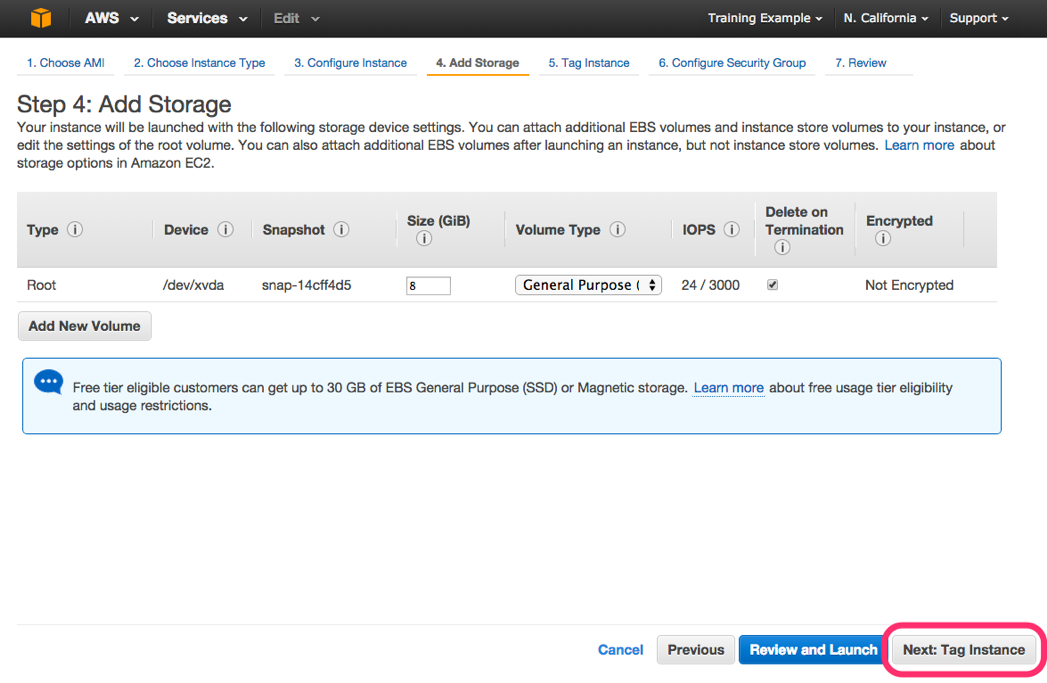 AWS Services Edit Training Example N. California Support
1. Choose AMI 2. Choose Instance Type 3. Configure Instance 4. Add Storage 5. Tag Instance 6. Configure Security Group 7. Review
Step 4: Add Storage
Your instance will be launched with the following storage device settings. You can attach additional EBS volumes and instance store volumes to your instance, or
edit the settings of the root volume. You can also attach additional EBS volumes after launching an instance, but not instance store volumes. Learn more about
storage options in Amazon EC2.
Type i Device i Snapshot i Size (GiB) i Volume Type i IOPS i Delete on Termination i Encrypted i
Root /dev/xvda snap-14cff4d5 8 General Purpose ( 24 / 3000 Not Encrypted
Add New Volume
Free tier eligible customers can get up to 30 GB of EBS General Purpose (SSD) or Magnetic storage. Learn more about free usage tier eligibility
and usage restrictions.
Cancel Previous Review and Launch Next: Tag Instance